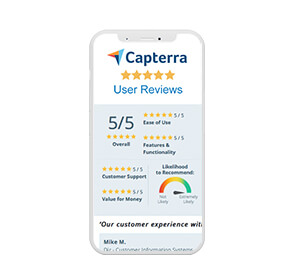 Capterra
User Reviews
5/5
Overall
5 / 5
Ease of Use
5 / 5
Features &
Functionality
5 / 5
Customer Support
5 / 5
Value for Money
Likelihood
to Recommend:
Not
Likely
Extremely
Likely
"Our customer experience with
Mike M.
Dir - Customer Information Systems